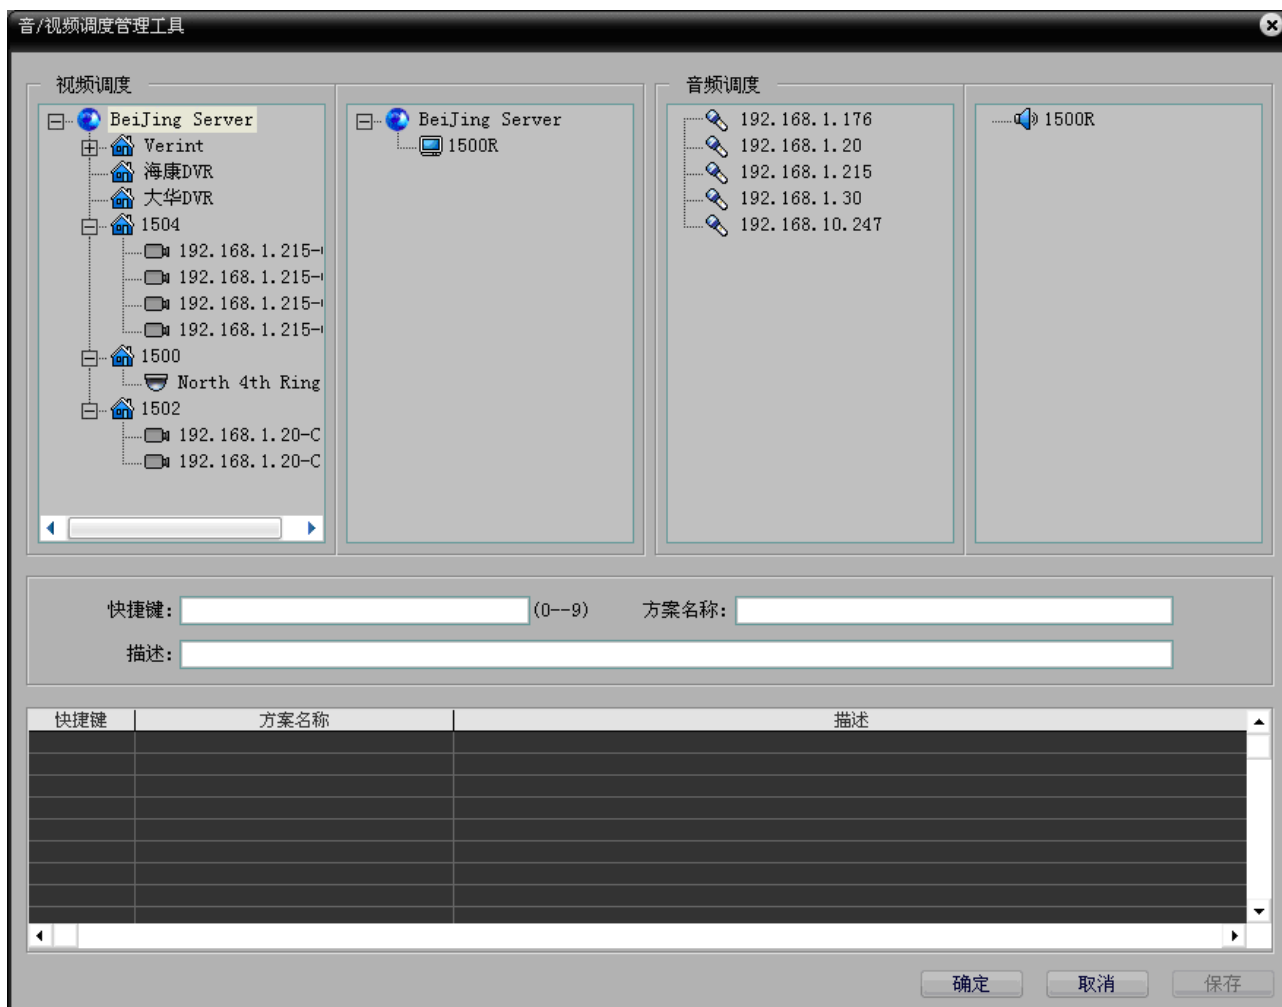 音/视频调度管理工具
视频调度
BeiJing Server
Verint
海康DVR
大华DVR
1504
192.168.1.215-
192.168.1.215-
192.168.1.215-
192.168.1.215-
1500
North 4th Ring
1502
192.168.1.20-C
192.168.1.20-C
BeiJing Server
1500R
音频调度
192.168.1.176
192.168.1.20
192.168.1.215
192.168.1.30
192.168.10.247
1500R
快捷键: (0--9) 方案名称:
描述:
快捷键 方案名称 描述
确定 取消 保存